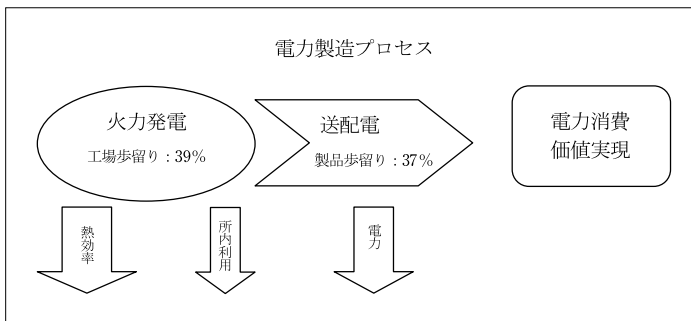 電力製造プロセス
火力発電
工場歩留り：39%
送配電
製品歩留り：37%
電力消費
価値実現
熱効率
所内利用
電力